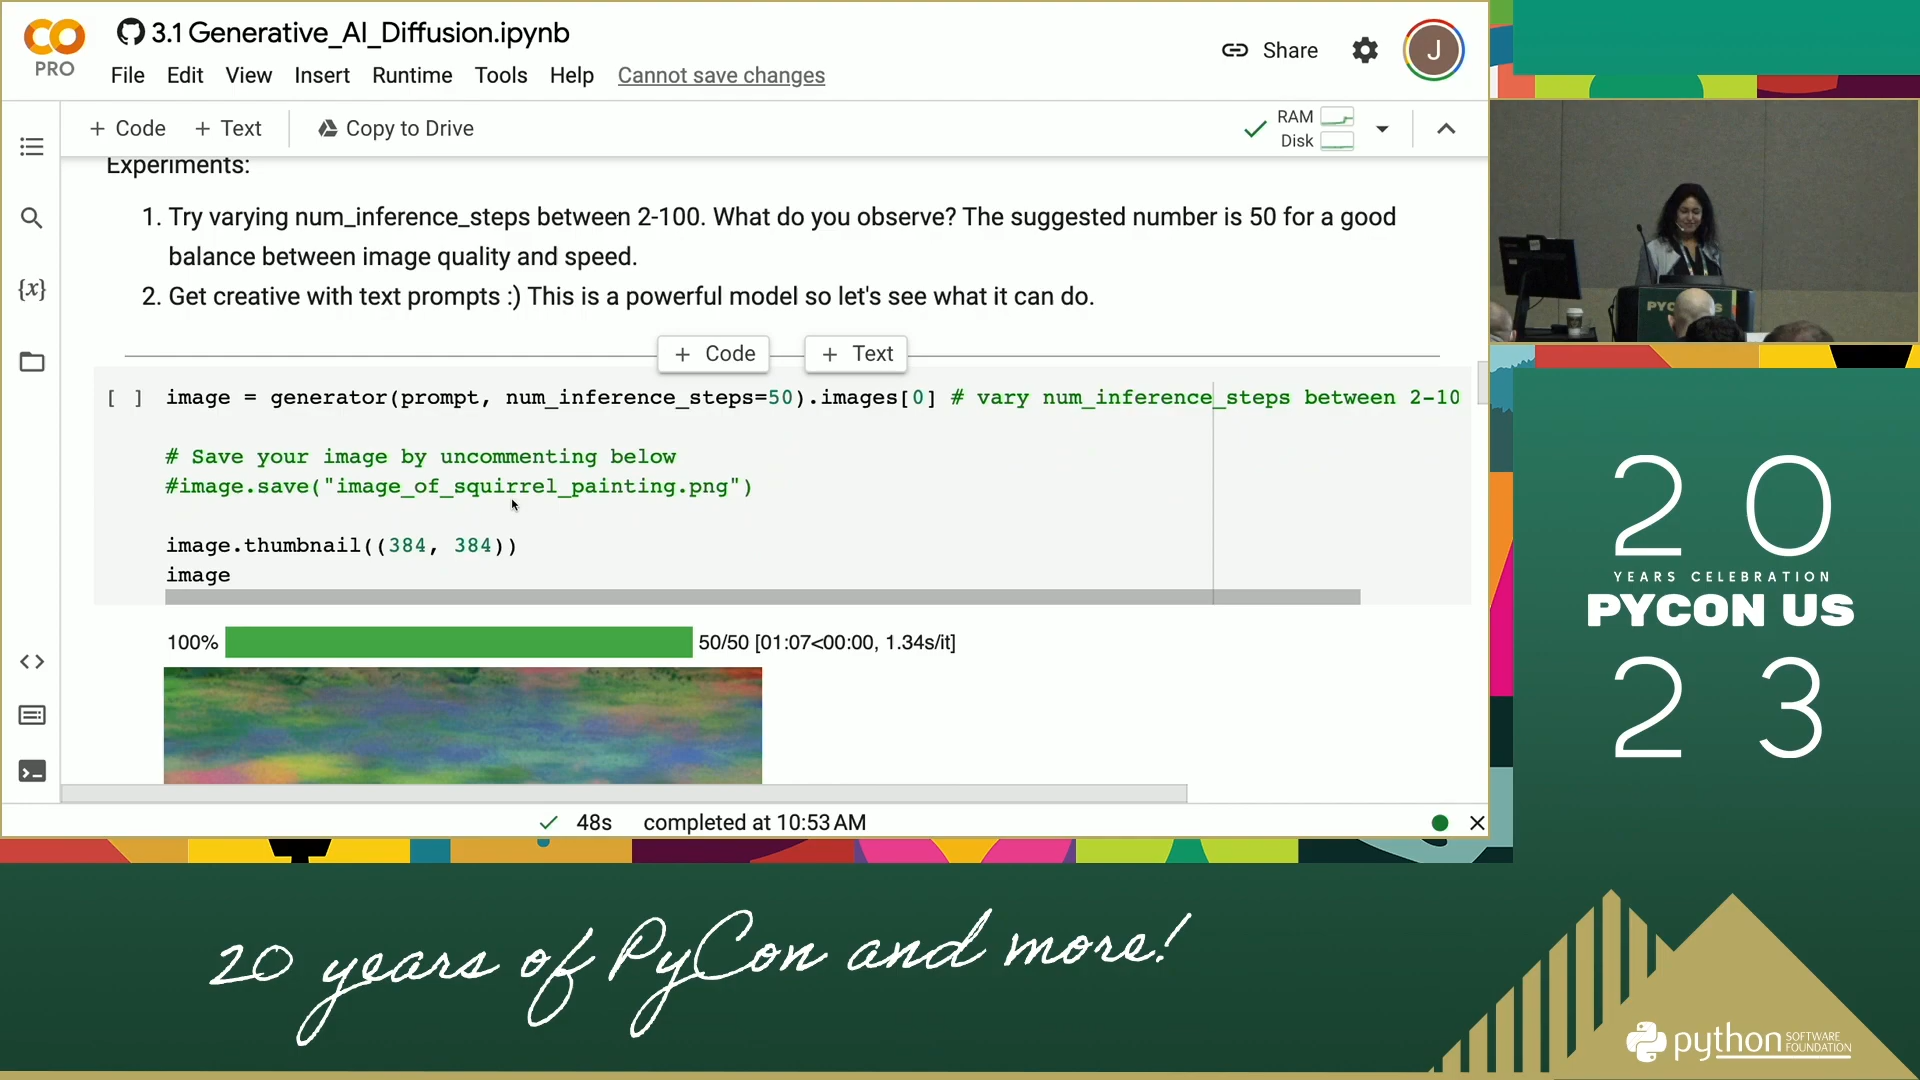 3.1 Generative_AI_Diffusion.ipynb
PRO
File Edit View Insert Runtime Tools Help Cannot save changes
Share
J
+ Code + Text Copy to Drive
RAM
Disk
Experiments:
1. Try varying num_inference_steps between 2-100. What do you observe? The suggested number is 50 for a good
balance between image quality and speed.
2. Get creative with text prompts :) This is a powerful model so let's see what it can do.
+ Code + Text
[ ] image = generator(prompt, num_inference_steps=50).images[0] # vary num_inference_steps between 2-10
# Save your image by uncommenting below
#image.save("image_of_squirrel_painting.png")
image.thumbnail((384, 384))
image
100% 50/50 [01:07<00:00, 1.34s/it]
48s completed at 10:53 AM
{x}
20
YEARS CELEBRATION
PYCON US
23
20 years of PyCon and more!
python SOFTWARE
FOUNDATION